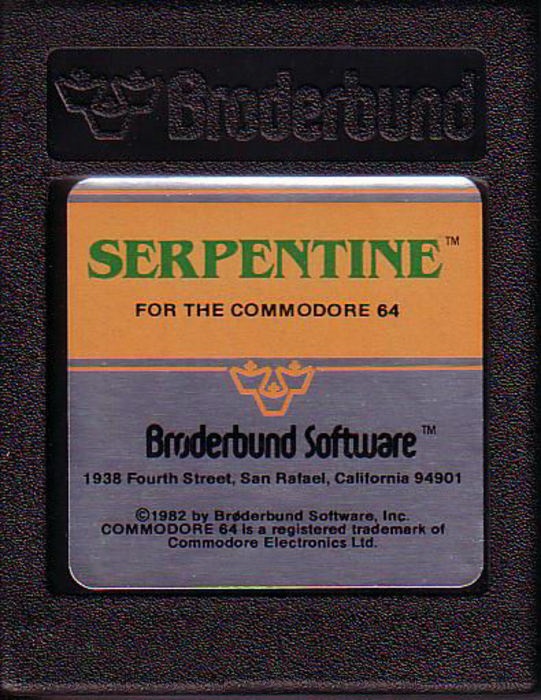 Brøderbund
SERPENTINE™
FOR THE COMMODORE 64
Brøderbund Software™
1938 Fourth Street, San Rafael, California 94901
©1982 by Brøderbund Software, Inc.
COMMODORE 64 is a registered trademark of
Commodore Electronics Ltd.